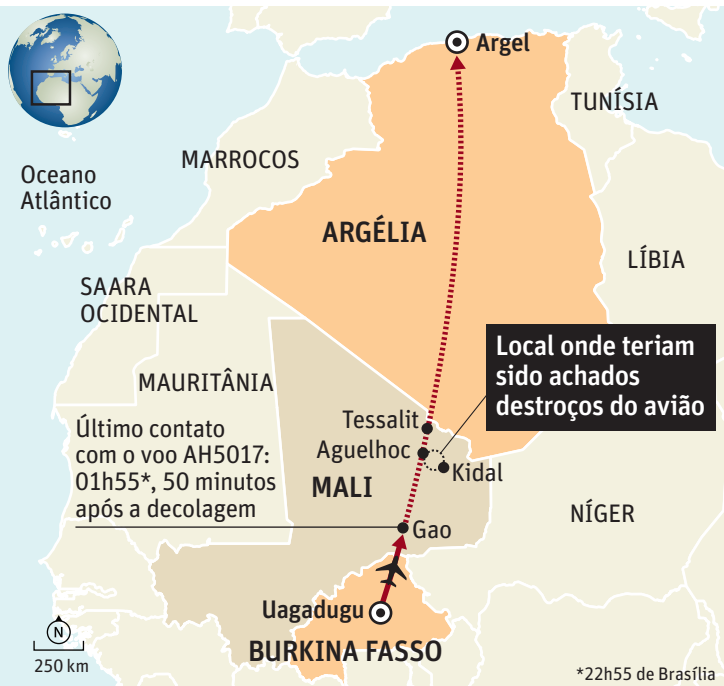 Argel
TUNÍSIA
MARROCOS
Oceano
Atlântico
ARGÉLIA
LÍBIA
SAARA
OCIDENTAL
Local onde teriam
sido achados
destroços do avião
MAURITÂNIA
Tessalit
Aguelhoc
Kidal
Último contato
com o voo AH5017:
01h55*, 50 minutos
após a decolagem
MALI
NÍGER
Gao
Uagadugu
BURKINA FASSO
N
250 km
*22h55 de Brasília